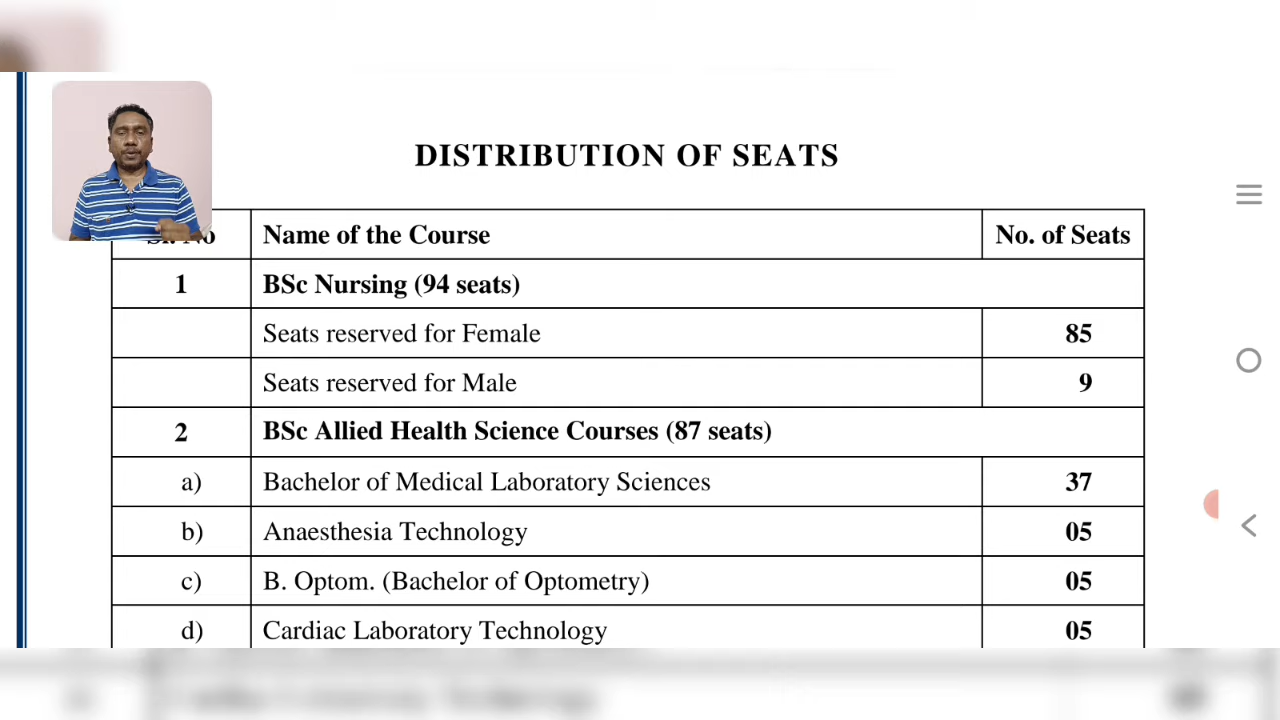 DISTRIBUTION OF SEATS
No Name of the Course No. of Seats
1 BSc Nursing (94 seats)
Seats reserved for Female 85
Seats reserved for Male 9
2 BSc Allied Health Science Courses (87 seats)
a) Bachelor of Medical Laboratory Sciences 37
b) Anaesthesia Technology 05
c) B. Optom. (Bachelor of Optometry) 05
d) Cardiac Laboratory Technology 05